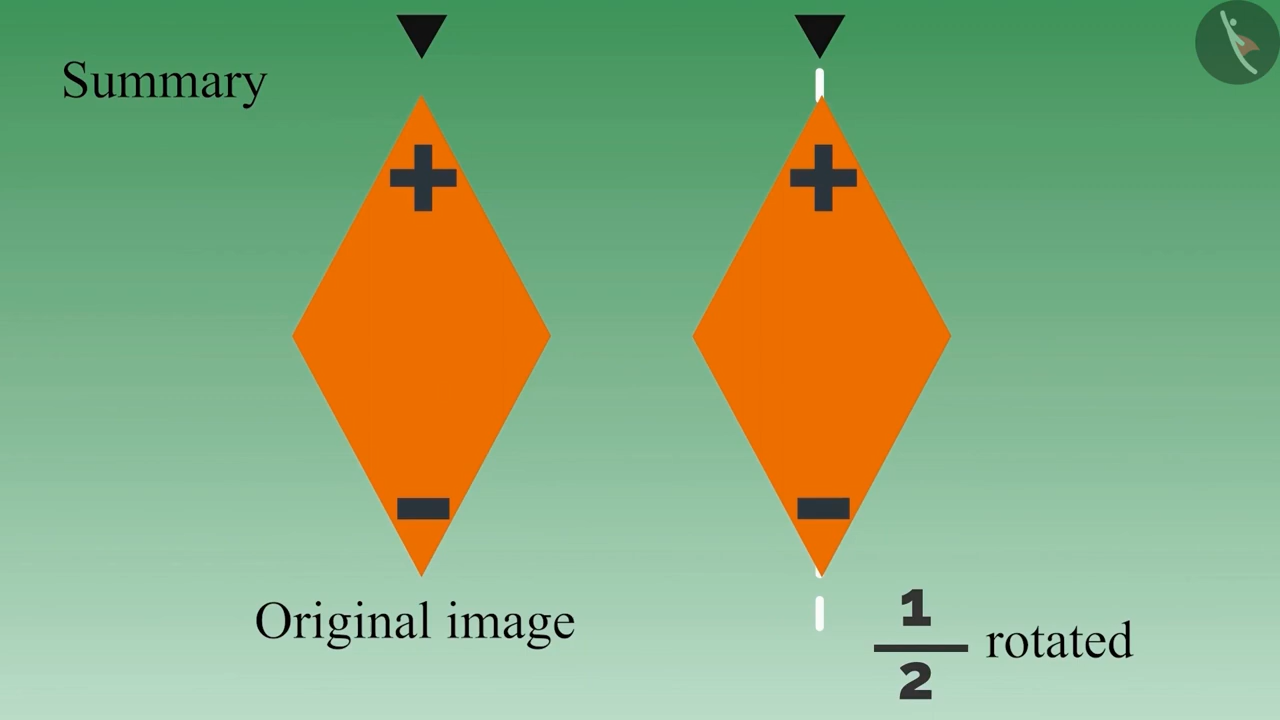 Summary
+
+
-
-
Original image
1
2
rotated